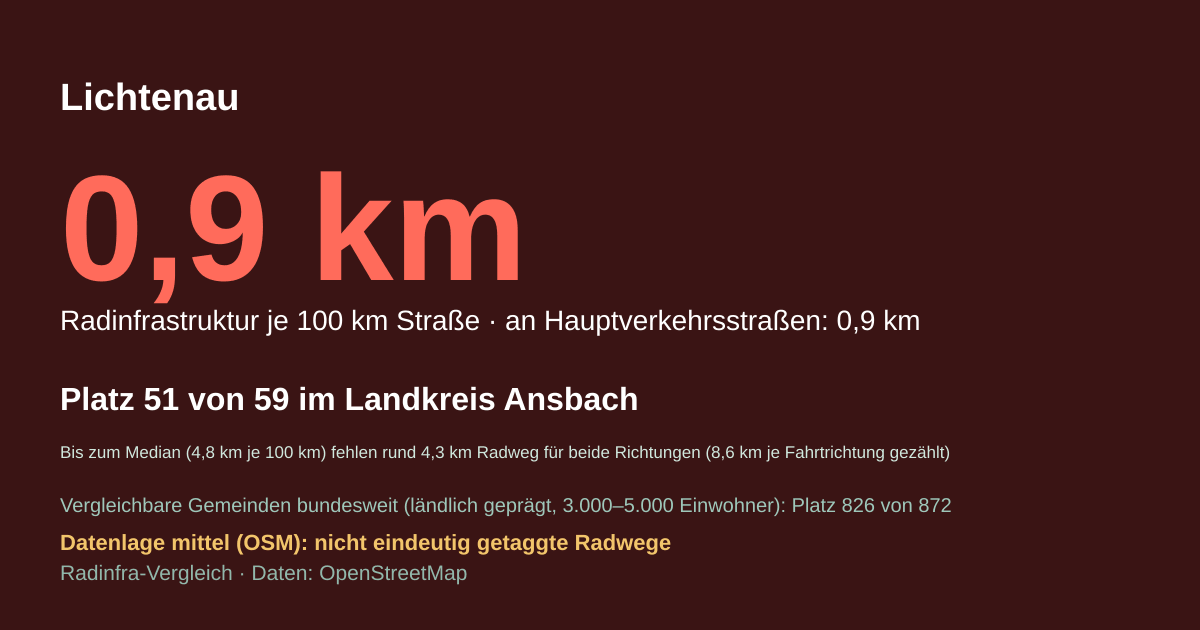 Lichtenau
0,9 km
Radinfrastruktur je 100 km Straße · an Hauptverkehrsstraßen: 0,9 km
Platz 51 von 59 im Landkreis Ansbach
Bis zum Median (4,8 km je 100 km) fehlen rund 4,3 km Radweg für beide Richtungen (8,6 km je Fahrtrichtung gezählt)
Vergleichbare Gemeinden bundesweit (ländlich geprägt, 3.000–5.000 Einwohner): Platz 826 von 872
Datenlage mittel (OSM): nicht eindeutig getaggte Radwege
Radinfra-Vergleich · Daten: OpenStreetMap